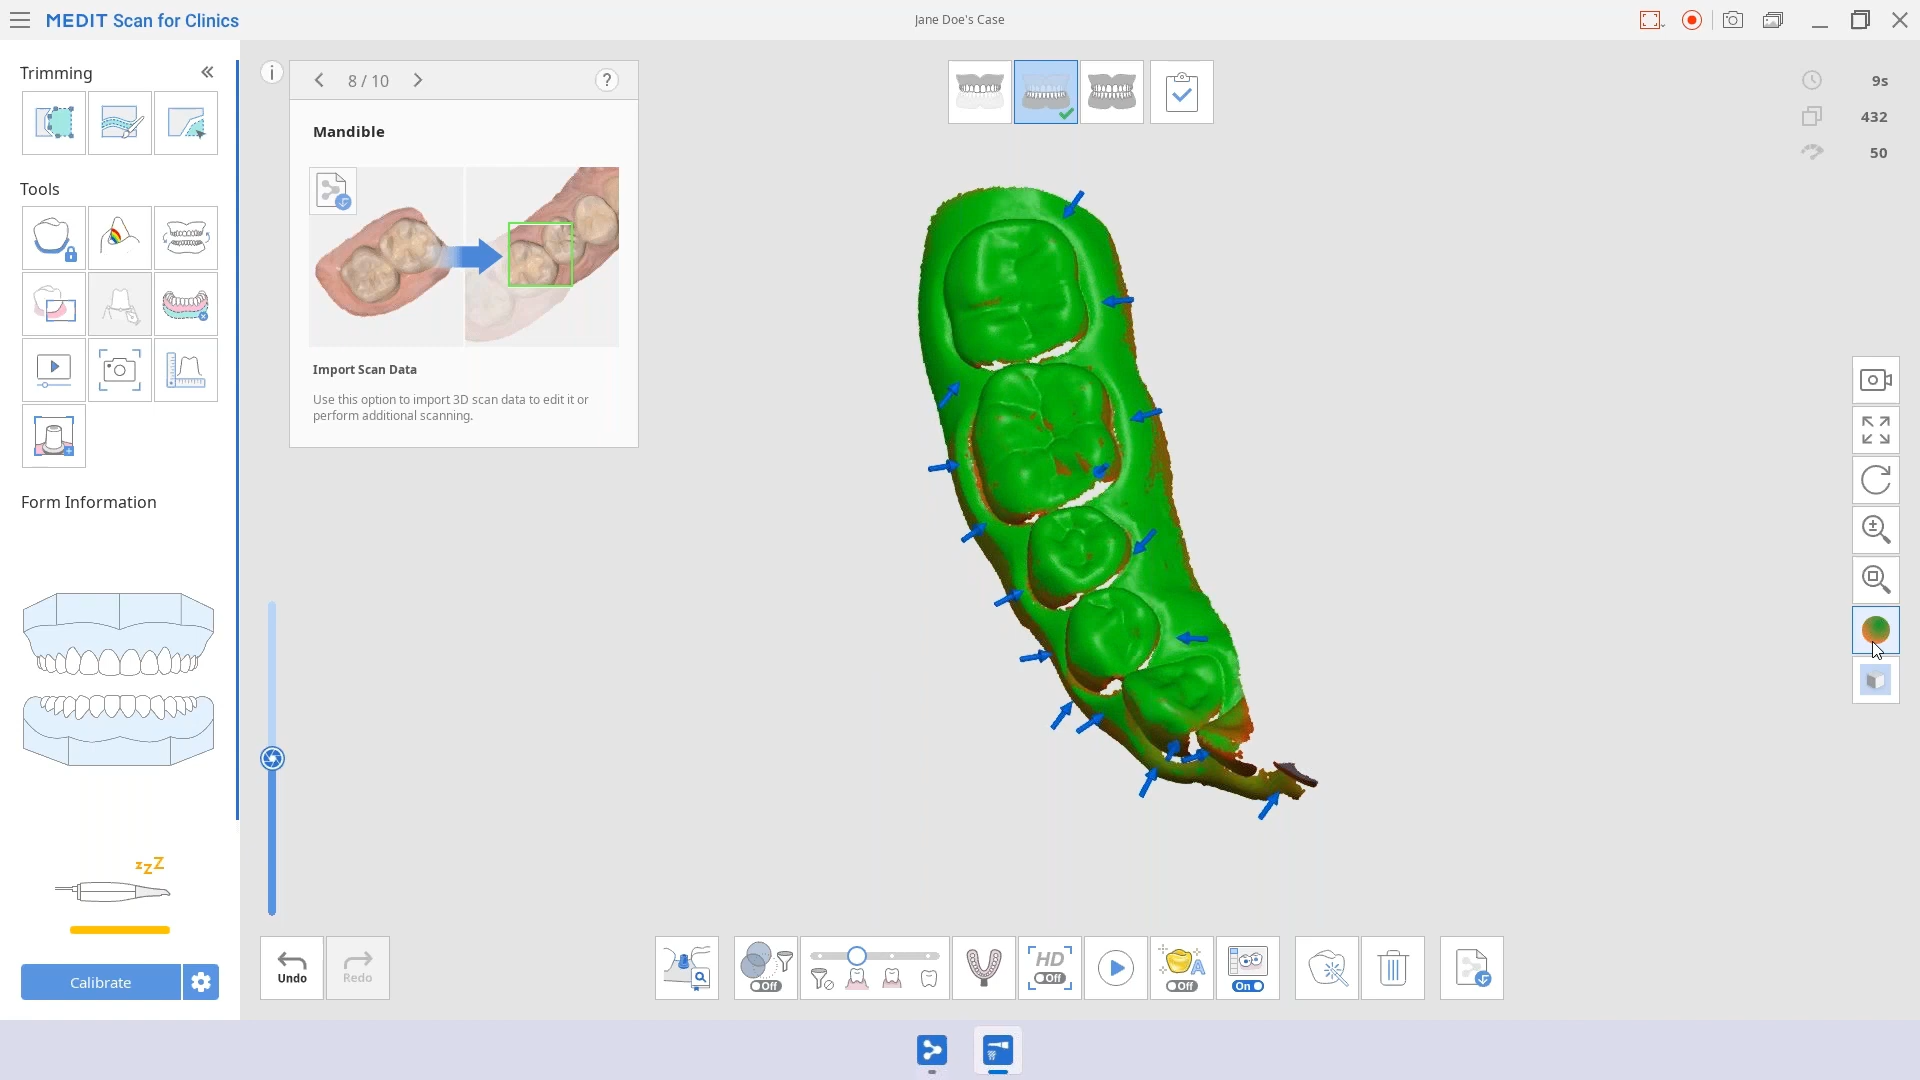 MEDIT Scan for Clinics
Jane Doe's Case
Trimming
Tools
Form Information
zzZ
Calibrate
i
8 / 10
?
Mandible
Import Scan Data
Use this option to import 3D scan data to edit it or
perform additional scanning.
9s
432
50
Undo
Redo
Off
HD
Off
A
Off
On